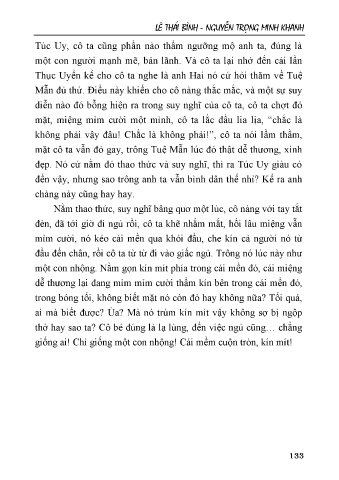 LÊ THÁI BÌNH - NGUYỄN TRỌNG MINH KHANH
Túc Uy, cô ta cũng phần nào thầm ngưỡng mộ anh ta, đúng là
một con người mạnh mẽ, bản lãnh. Và cô ta lại nhớ đến cái lần
Thục Uyển kể cho cô ta nghe là anh Hai nó cứ hỏi thăm về Tuệ
Mẫn đủ thứ. Điều này khiến cho cô nàng thắc mắc, và một sự suy
diễn nào đó bỗng hiện ra trong suy nghĩ của cô ta, cô ta chợt đỏ
mặt, miệng mỉm cười một mình, cô ta lắc đầu lia lịa, “chắc là
không phải vậy đâu! Chắc là không phải!”, cô ta nói lầm thầm,
mặt cô ta vẫn đỏ gay, trông Tuệ Mẫn lúc đó thật dễ thương, xinh
đẹp. Nó cứ nằm đó thao thức và suy nghĩ, thì ra Túc Uy giàu có
đến vậy, nhưng sao trông anh ta vẫn bình dân thế nhỉ? Kể ra anh
chàng này cũng hay hay.
Nằm thao thức, suy nghĩ bâng quơ một lúc, cô nàng với tay tắt
đèn, đã tới giờ đi ngủ rồi, cô ta khẽ nhắm mắt, hồi lâu miệng vẫn
mỉm cười, nó kéo cái mền qua khỏi đầu, che kín cả người nó từ
đầu đến chân, rồi cô ta từ từ đi vào giấc ngủ. Trông nó lúc này như
một con nhộng. Nằm gọn kín mít phía trong cái mền đó, cái miệng
dễ thương lại đang mỉm mỉm cười thầm kín bên trong cái mền đó,
trong bóng tối, không biết mặt nó còn đỏ hay không nữa? Tối quá,
ai mà biết được? Ủa? Mà nó trùm kín mít vậy không sợ bị ngộp
thở hay sao ta? Cô bé đúng là lạ lùng, đến việc ngủ cũng… chẳng
giống ai! Chỉ giống một con nhộng! Cái mềm cuộn tròn, kín mít!
133